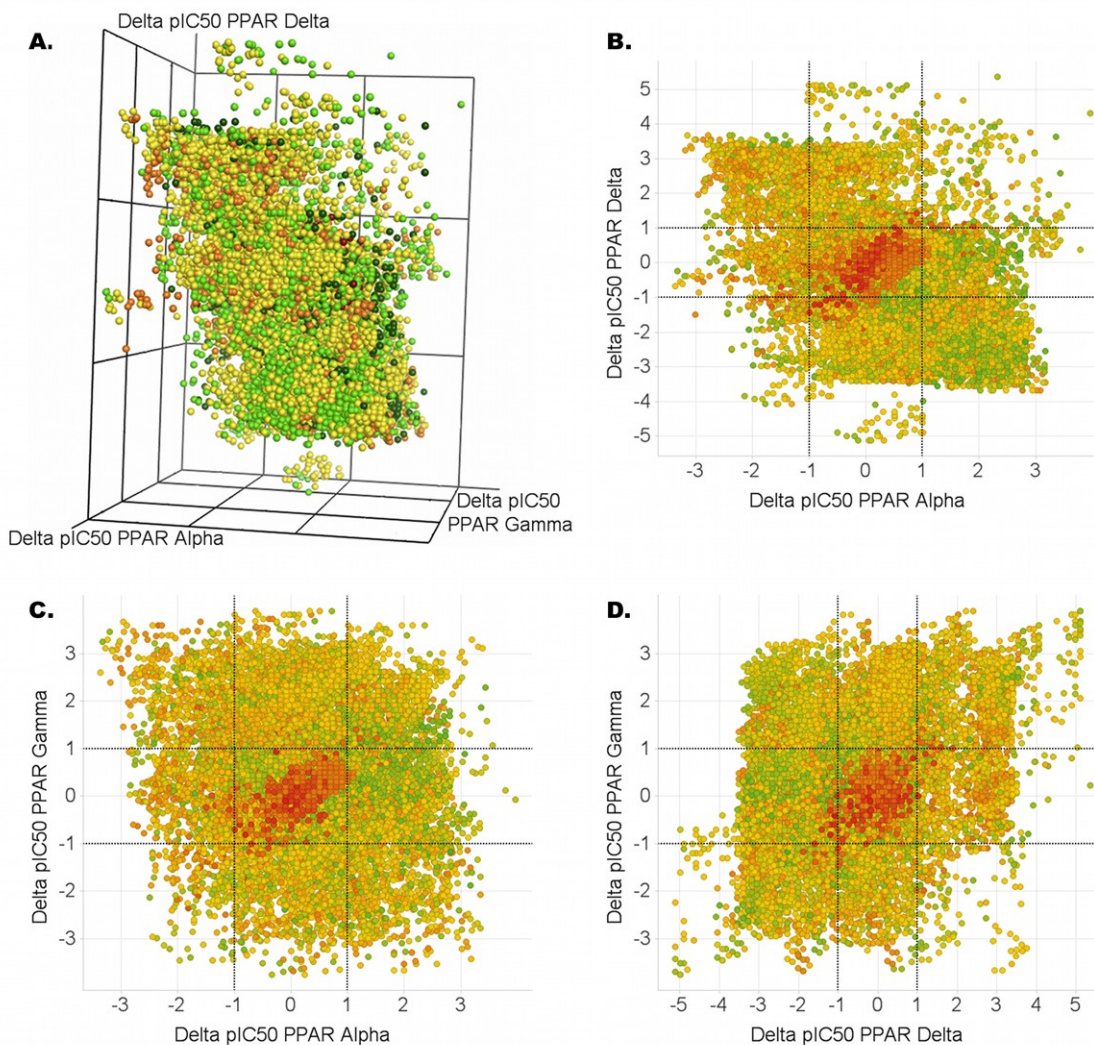 A.
Delta pIC50 PPAR Delta
Delta pIC50 PPAR Alpha
Delta pIC50
PPAR Gamma
B.
5
4
3
2
1
0
-1
-2
-3
-4
-5
Delta pIC50 PPAR Delta
-3 -2 -1 0 1 2 3
Delta pIC50 PPAR Alpha
C.
3
2
1
0
-1
-2
-3
Delta pIC50 PPAR Gamma
-3 -2 -1 0 1 2 3
Delta pIC50 PPAR Alpha
D.
3
2
1
0
-1
-2
-3
Delta pIC50 PPAR Gamma
-5 -4 -3 -2 -1 0 1 2 3 4 5
Delta pIC50 PPAR Delta